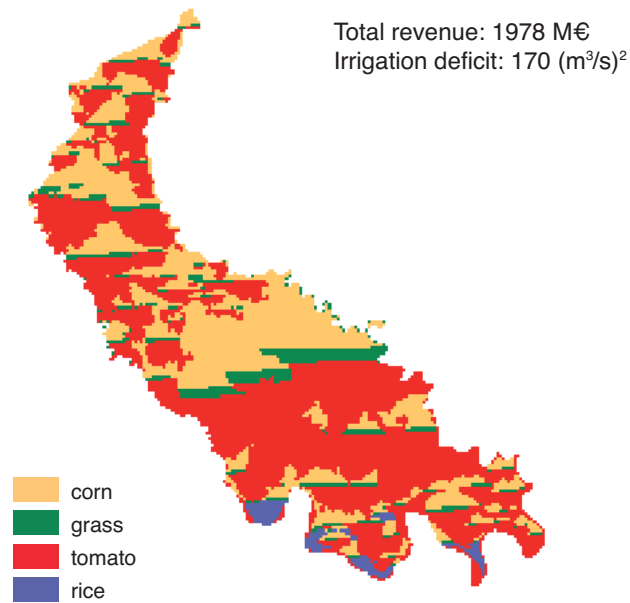 Total revenue: 1978 M€
Irrigation deficit: 170 (m³/s)²
corn
grass
tomato
rice